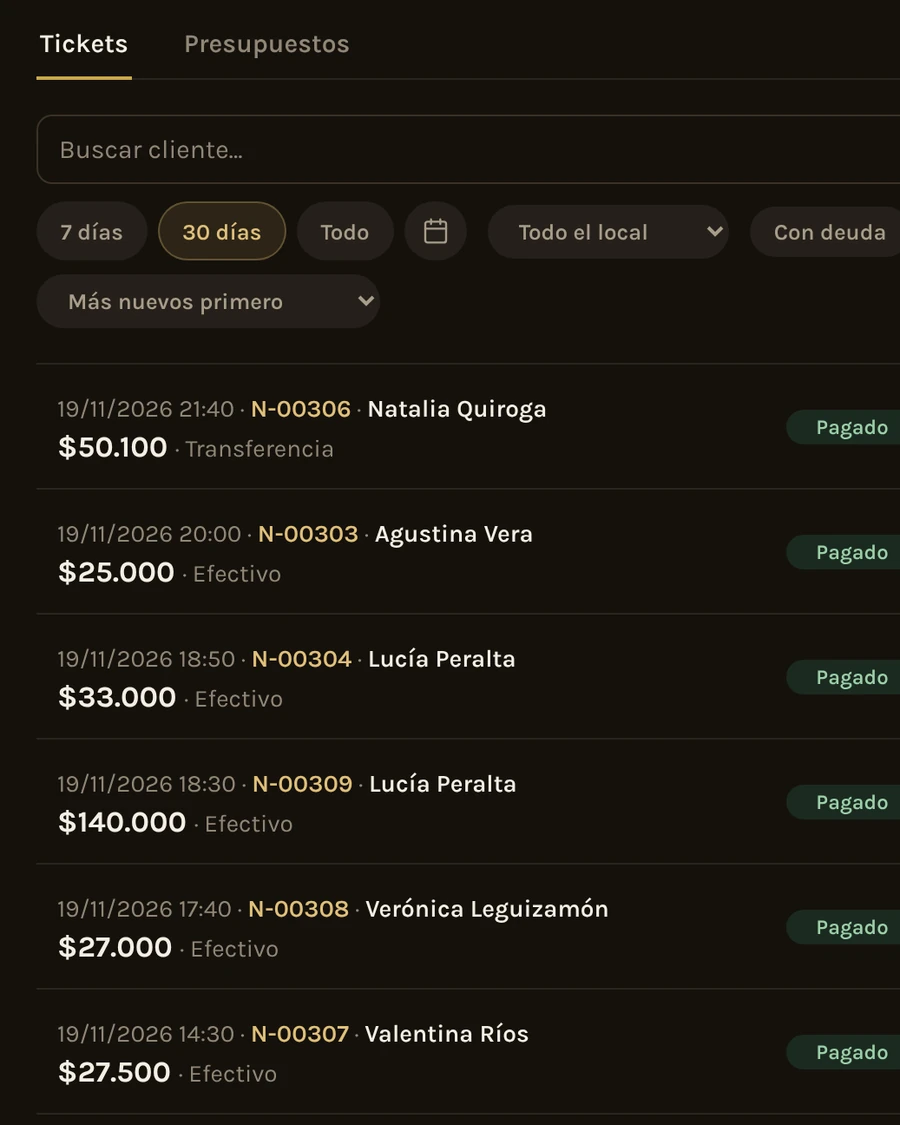 Tickets Presupuestos
Buscar cliente...
7 días 30 días Todo Todo el local Con deuda
Más nuevos primero
19/11/2026 21:40 · N-00306 · Natalia Quiroga
Pagado
$50.100 · Transferencia
19/11/2026 20:00 · N-00303 · Agustina Vera
Pagado
$25.000 · Efectivo
19/11/2026 18:50 · N-00304 · Lucía Peralta
Pagado
$33.000 · Efectivo
19/11/2026 18:30 · N-00309 · Lucía Peralta
Pagado
$140.000 · Efectivo
19/11/2026 17:40 · N-00308 · Verónica Leguizamón
Pagado
$27.000 · Efectivo
19/11/2026 14:30 · N-00307 · Valentina Ríos
Pagado
$27.500 · Efectivo